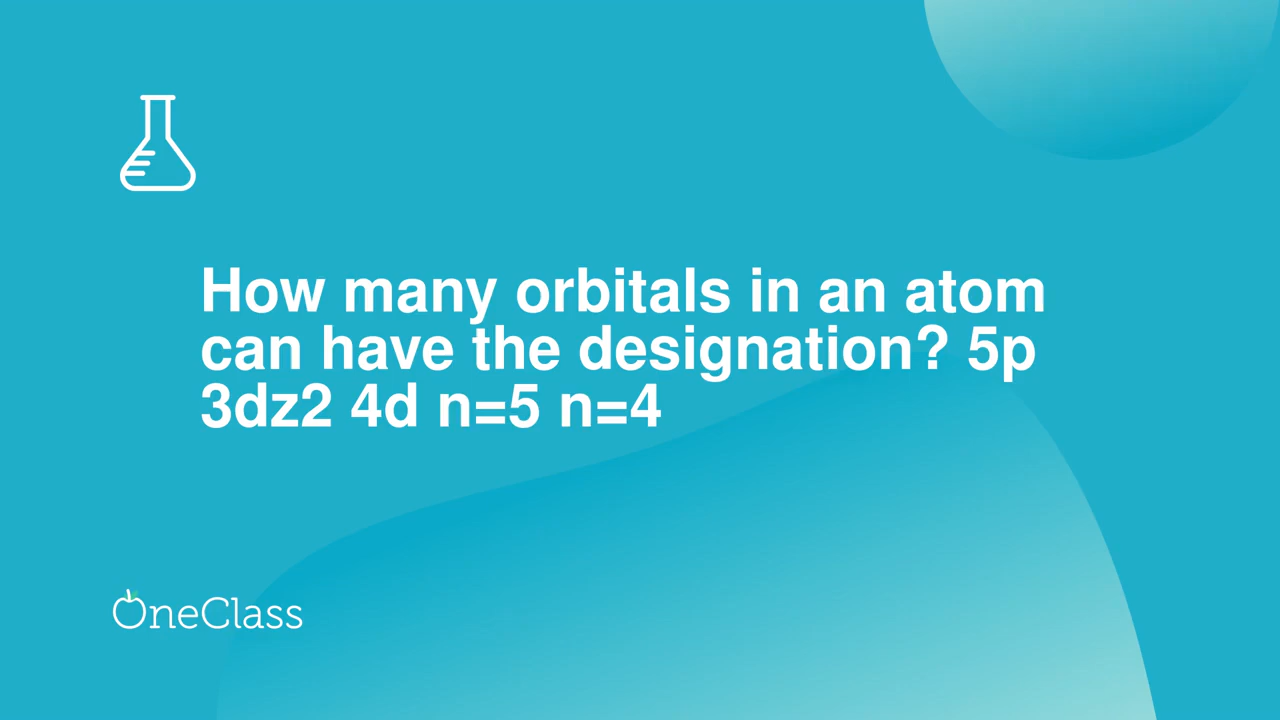 How many orbitals in an atom
can have the designation? 5p
3dz2 4d n=5 n=4
OneClass